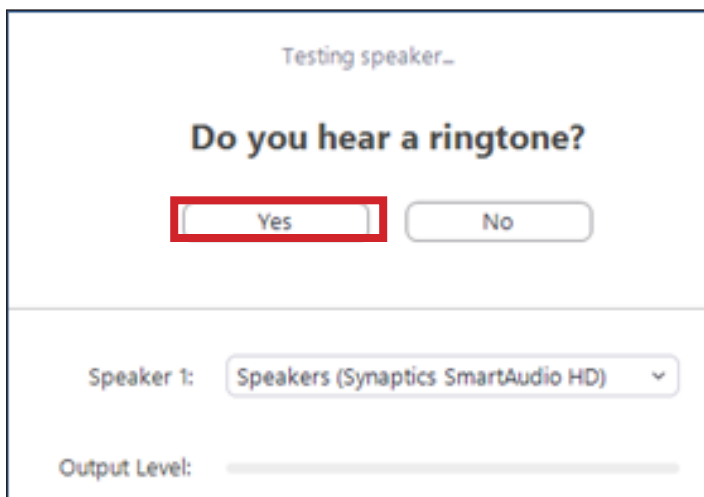 Testing speaker...
Do you hear a ringtone?
Yes No
Speaker 1: Speakers (Synaptics SmartAudio HD)
Output Level: